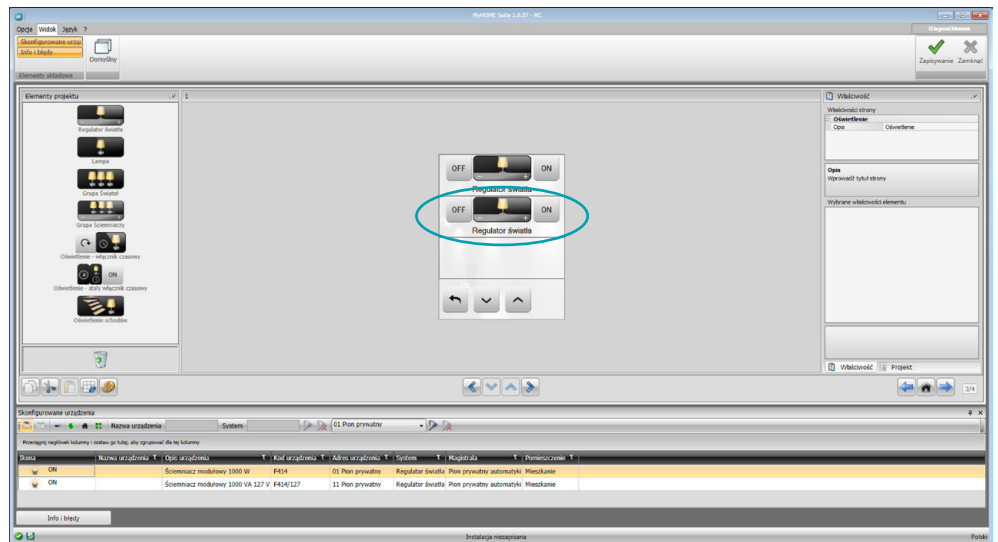 MyHOME Suite 1.8.37 - RC
Opcje Widok Język ?
Skonfigurowane urząd
Info i błędy
Domyślny
Elementy składowe
Zapisywanie Zamknąć
Elementy projektu
1
Właściwość
Regulator światła
Lampa
Grupa Świateł
Grupa Ściemniaczy
Oświetlenie - włącznik czasowy
ON
Oświetlenie - stały włącznik czasowy
Oświetlenie schodów
OFF ON
Regulator światła
OFF ON
Regulator światła
Właściwości strony
Oświetlenie
Opis Oświetlenie
Opis
Wprowadź tytuł strony
Wybrane właściwości elementu
Właściwość Projekt
3/4
Skonfigurowane urządzenia
Nazwa urządzenia System 01 Pion prywatny
Przeciągnij nagłówek kolumny i zostaw go tutaj, aby zgrupować dla tej kolumny
Ikona Nazwa urządzenia Opis urządzenia Kod urządzenia Adres urządzenia System Magistrala Pomieszczenie
ON Ściemniacz modułowy 1000 W F414 01 Pion prywatny Regulator światła Pion prywatny automatyki Mieszkanie
ON Ściemniacz modułowy 1000 VA 127 V F414/127 11 Pion prywatny Regulator światła Pion prywatny automatyki Mieszkanie
Info i błędy
Instalacja niezapisana
Polski